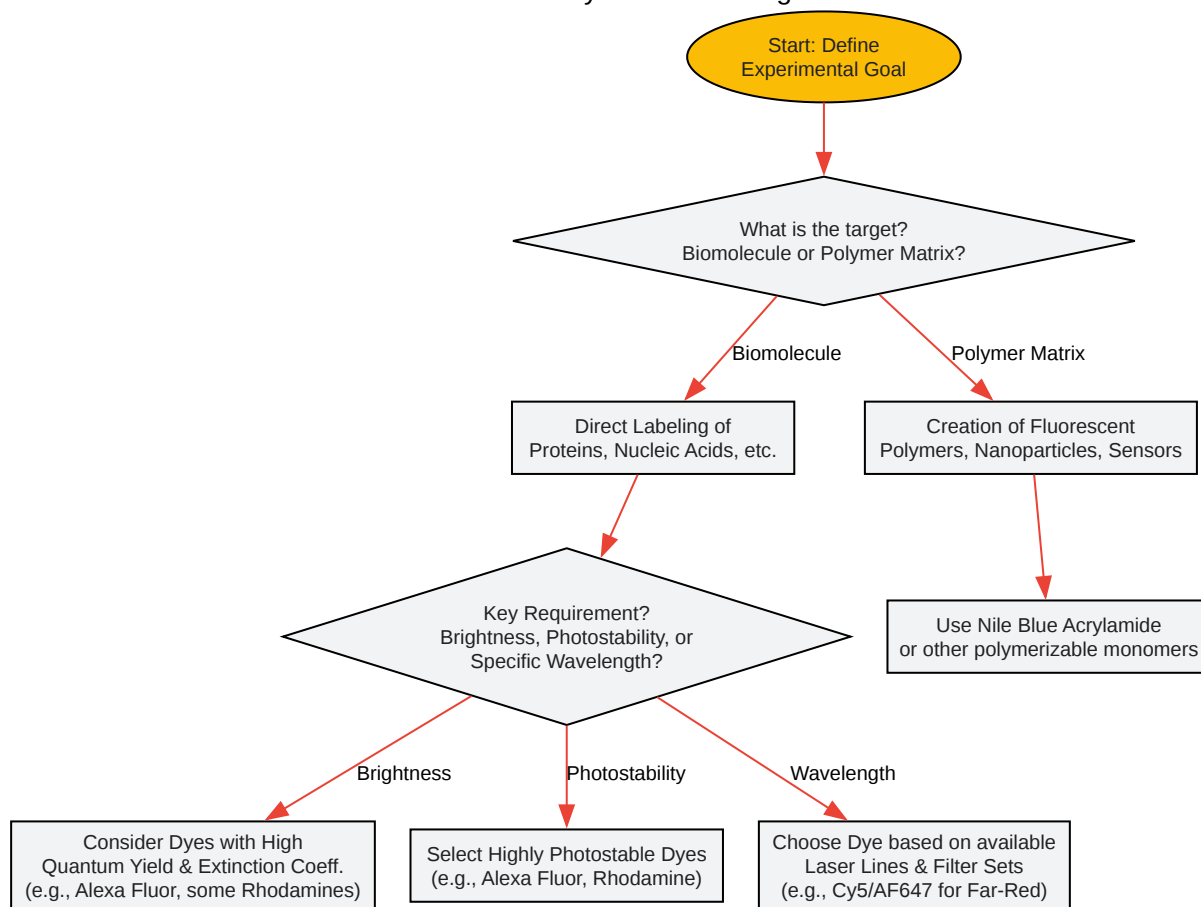 Start: Define
Experimental Goal
What is the target?
Biomolecule or Polymer Matrix?
Biomolecule
Polymer Matrix
Direct Labeling of
Proteins, Nucleic Acids, etc.
Creation of Fluorescent
Polymers, Nanoparticles, Sensors
Key Requirement?
Brightness, Photostability, or
Specific Wavelength?
Use Nile Blue Acrylamide
or other polymerizable monomers
Brightness
Photostability
Wavelength
Consider Dyes with High
Quantum Yield & Extinction Coeff.
(e.g., Alexa Fluor, some Rhodamines)
Select Highly Photostable Dyes
(e.g., Alexa Fluor, Rhodamine)
Choose Dye based on available
Laser Lines & Filter Sets
(e.g., Cy5/AF647 for Far-Red)